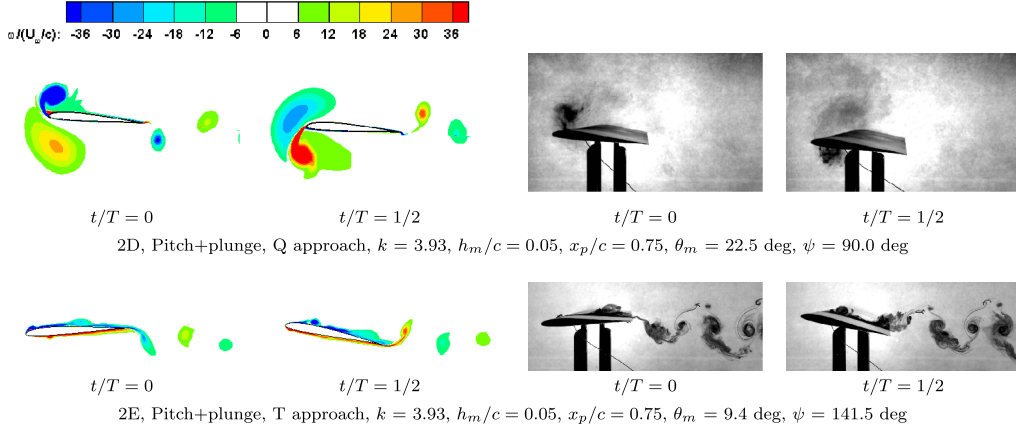 ω/(U∞/c): -36 -30 -24 -18 -12 -6 0 6 12 18 24 30 36
t/T = 0 t/T = 1/2 t/T = 0 t/T = 1/2
2D, Pitch+plunge, Q approach, k = 3.93, hm/c = 0.05, xp/c = 0.75, θm = 22.5 deg, ψ = 90.0 deg
t/T = 0 t/T = 1/2 t/T = 0 t/T = 1/2
2E, Pitch+plunge, T approach, k = 3.93, hm/c = 0.05, xp/c = 0.75, θm = 9.4 deg, ψ = 141.5 deg